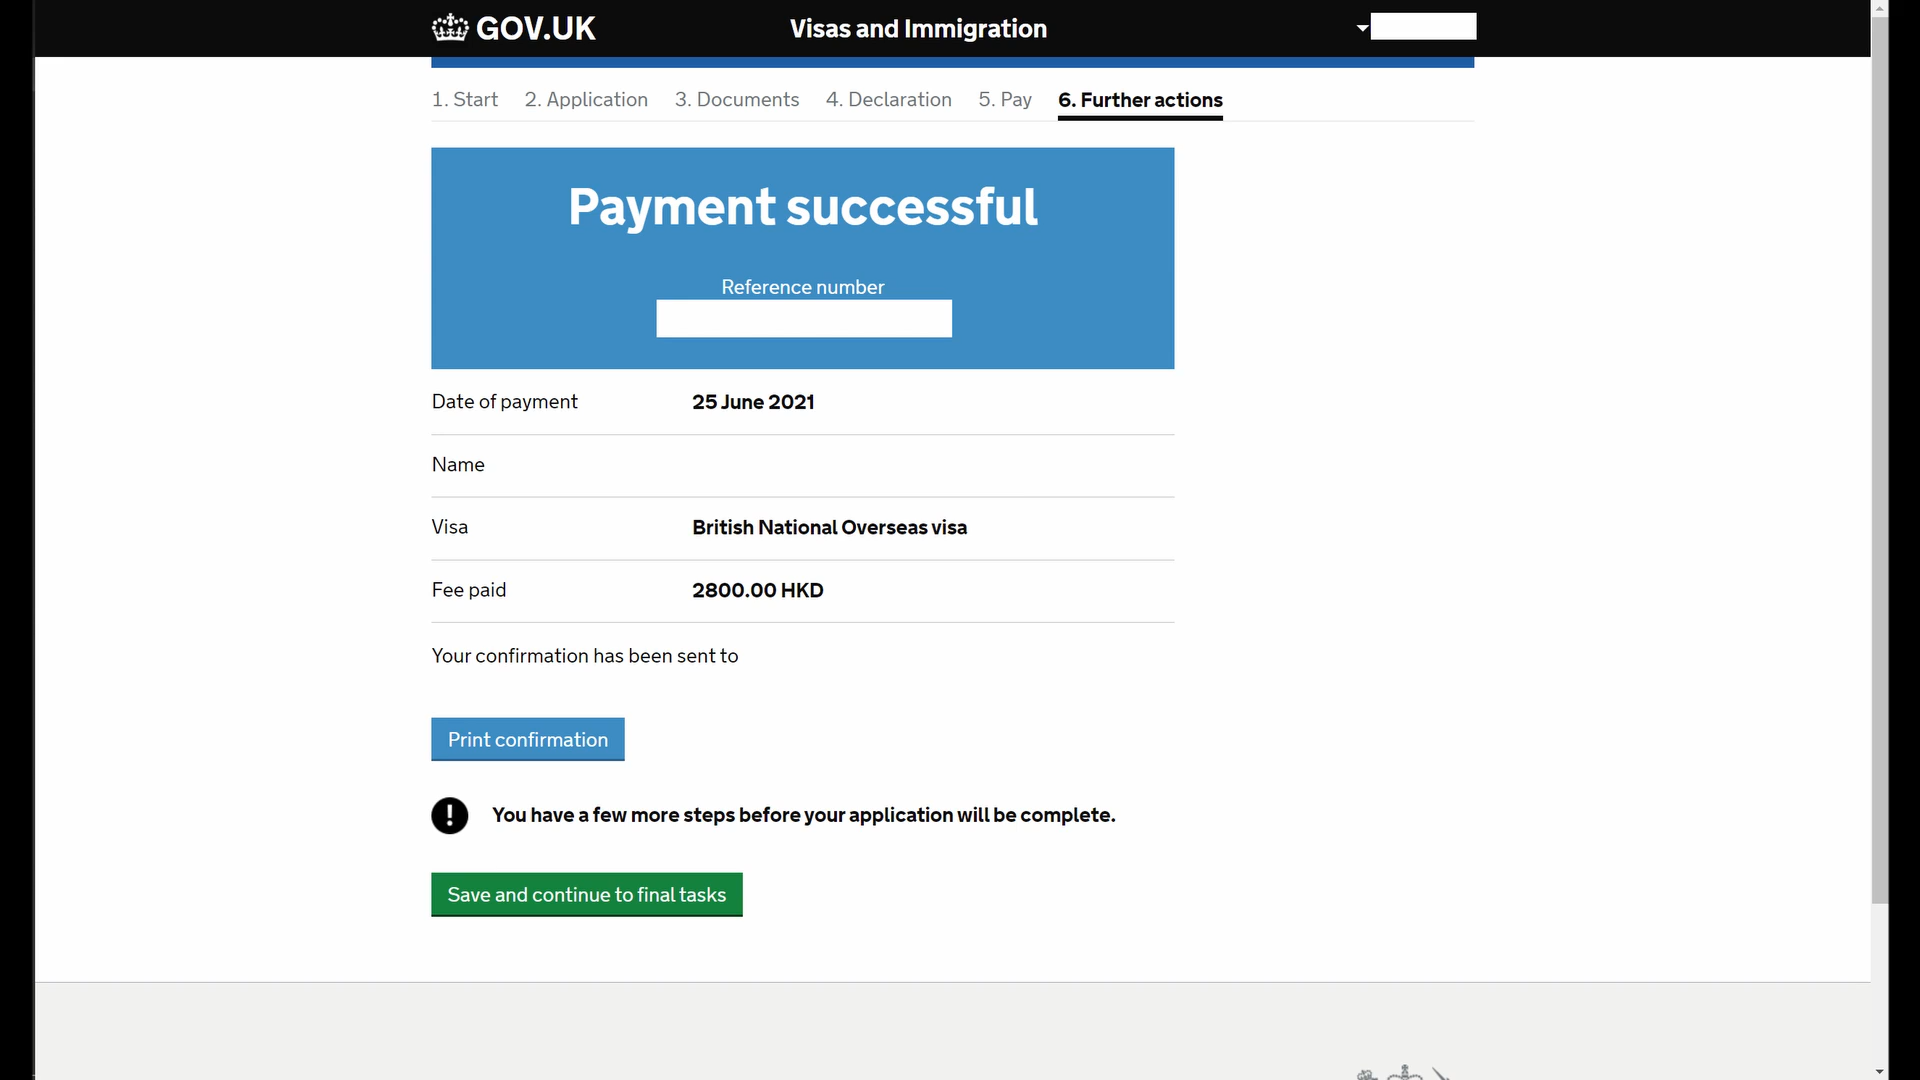 GOV.UK Visas and Immigration
1. Start 2. Application 3. Documents 4. Declaration 5. Pay 6. Further actions
Payment successful
Reference number
Date of payment 25 June 2021
Name
Visa British National Overseas visa
Fee paid 2800.00 HKD
Your confirmation has been sent to
Print confirmation
! You have a few more steps before your application will be complete.
Save and continue to final tasks